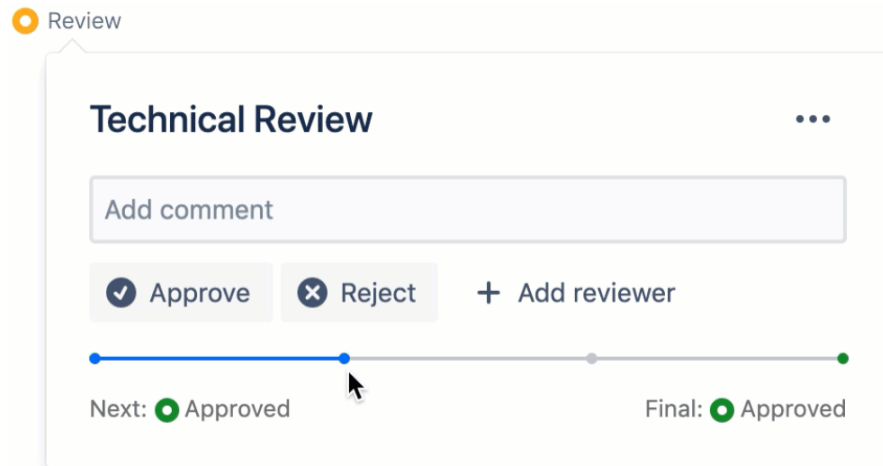 Review
Technical Review
Add comment
Approve Reject + Add reviewer
Next: Approved Final: Approved